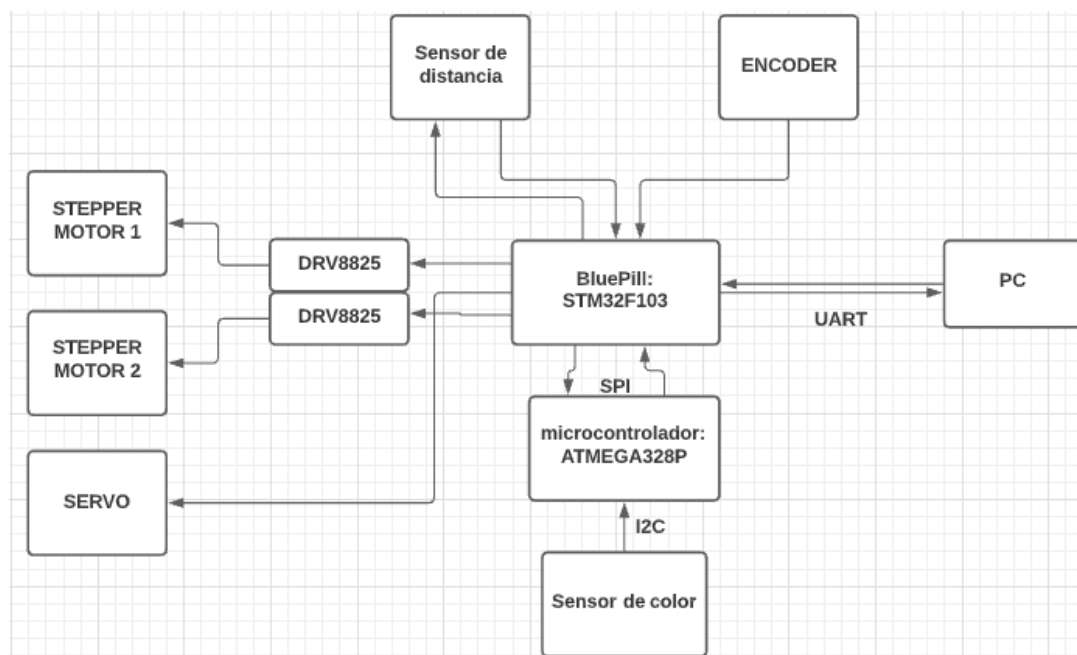 Sensor de
distancia
ENCODER
STEPPER
MOTOR 1
DRV8825
DRV8825
BluePill:
STM32F103
PC
UART
STEPPER
MOTOR 2
SPI
microcontrolador:
ATMEGA328P
SERVO
I2C
Sensor de color